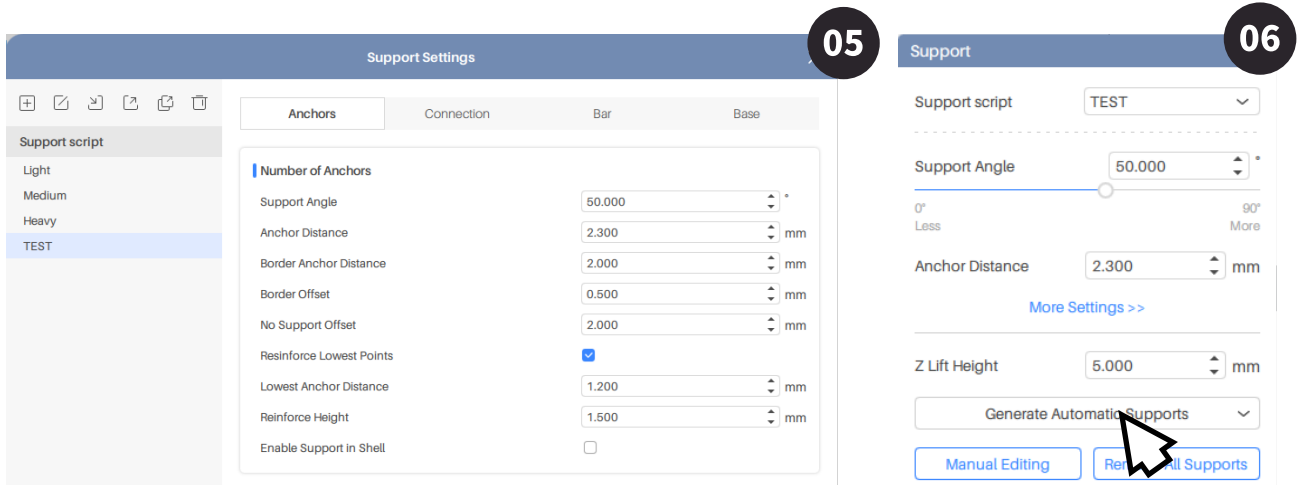 05
Support Settings
Support script
Light
Medium
Heavy
TEST
Anchors Connection Bar Base
Number of Anchors
Support Angle 50.000 °
Anchor Distance 2.300 mm
Border Anchor Distance 2.000 mm
Border Offset 0.500 mm
No Support Offset 2.000 mm
Resinforce Lowest Points
Lowest Anchor Distance 1.200 mm
Reinforce Height 1.500 mm
Enable Support in Shell
06
Support
Support script TEST
Support Angle 50.000 °
0° 90°
Less More
Anchor Distance 2.300 mm
More Settings >>
Z Lift Height 5.000 mm
Generate Automatic Supports
Manual Editing All Supports